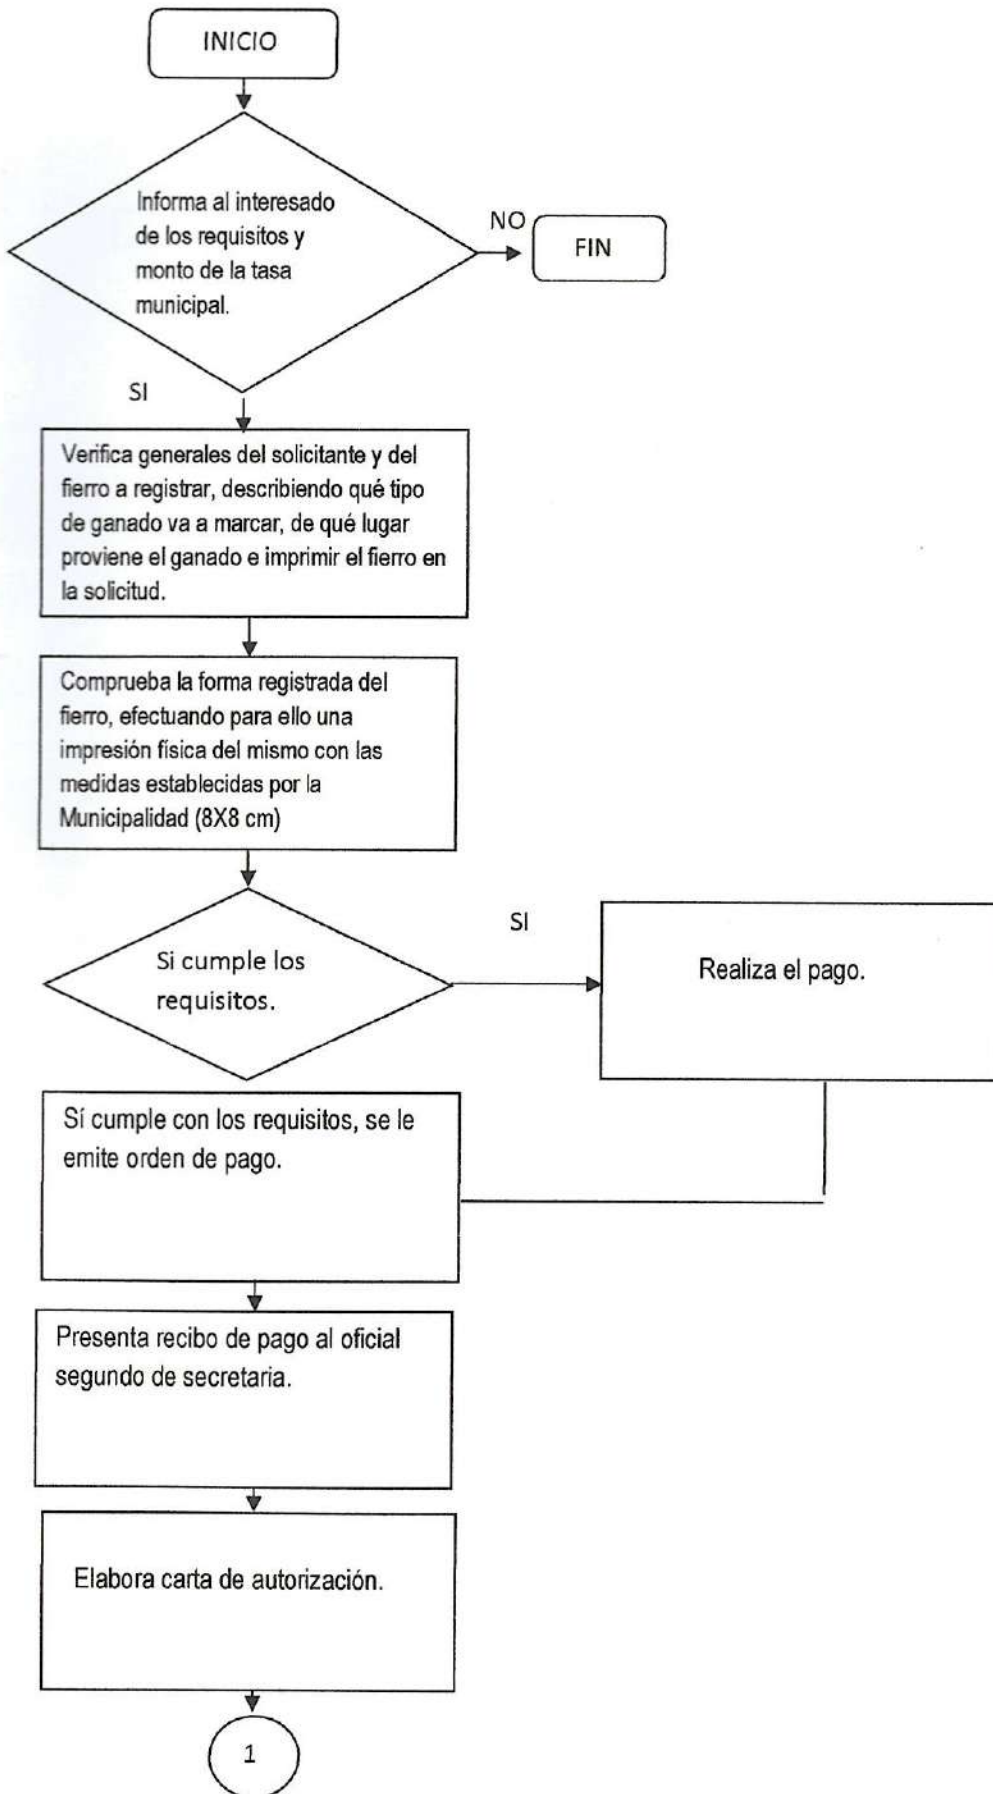 INICIO
Informa al interesado
de los requisitos y
monto de la tasa
municipal.
NO
FIN
SI
Verifica generales del solicitante y del
fierro a registrar, describiendo qué tipo
de ganado va a marcar, de qué lugar
proviene el ganado e imprimir el fierro en
la solicitud.
Comprueba la forma registrada del
fierro, efectuando para ello una
impresión física del mismo con las
medidas establecidas por la
Municipalidad (8X8 cm)
Si cumple los
requisitos.
SI
Realiza el pago.
Sí cumple con los requisitos, se le
emite orden de pago.
Presenta recibo de pago al oficial
segundo de secretaria.
Elabora carta de autorización.
1